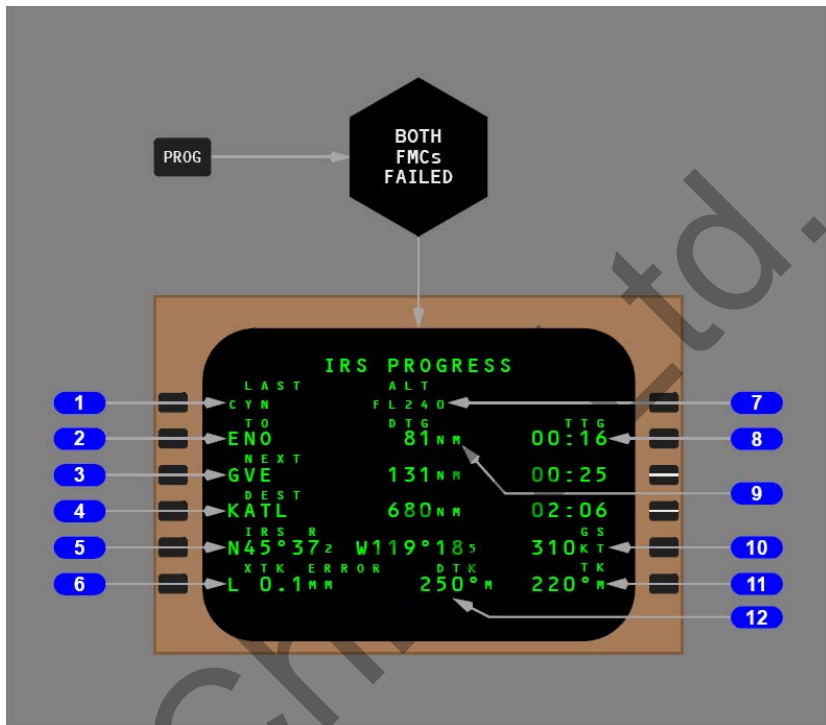 BOTH
FMCs
FAILED
PROG
IRS PROGRESS
LAST ALT
1 CYN FL240 7
TO DTG TTG
2 ENO 81NM 00:16 8
NEXT
3 GVE 131NM 00:25
9
DEST
4 KATL 680NM 02:06
IRS R GS
5 N45°372 W119°185 310KT 10
XTK ERROR DTK TK
6 L 0.1MM 250°M 220°M 11
12
Ltd.